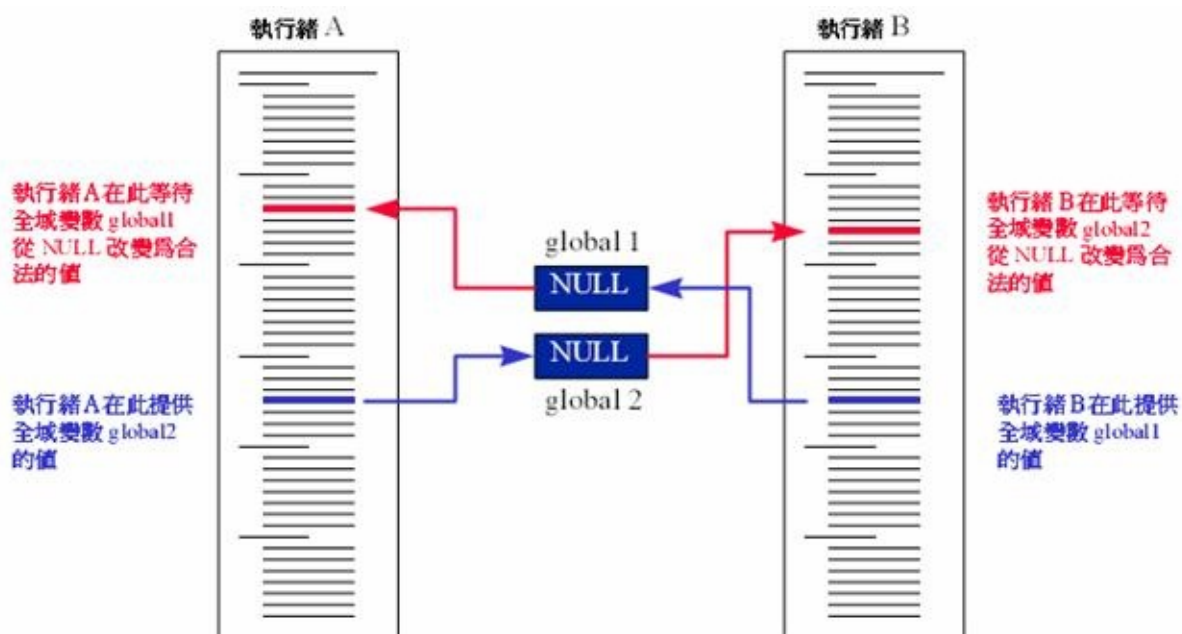 執行緒 A
執行緒 B
執行緒 A 在此等待
全域變數 global1
從 NULL 改變爲合
法的値
global 1
NULL
NULL
global 2
執行緒 B 在此等待
全域變數 global2
從 NULL 改變爲合
法的値
執行緒 A 在此提供
全域變數 global2
的値
執行緒 B 在此提供
全域變數 global1
的値